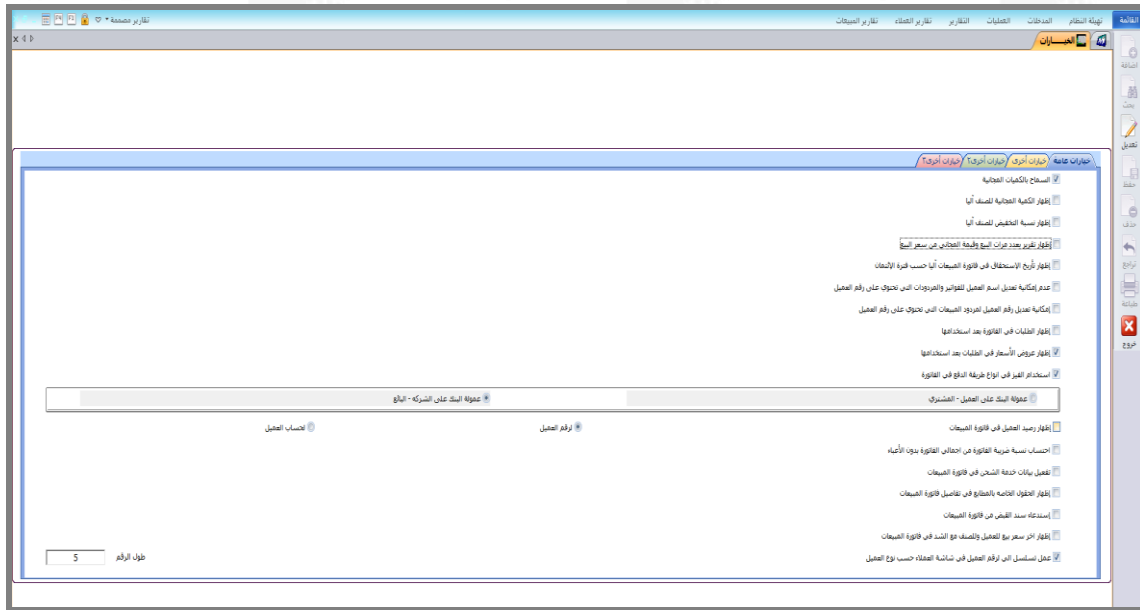 القائمة
تهيئة النظام المدخلات العمليات التقارير تقارير العملاء تقارير المبيعات تقارير مصممة
الخيـــــارات
اضافة
بحث
تعديل
حفظ
حذف
تراجع
طباعة
خروج
خيارات عامة خيارات أخرى خيارات أخرى٢ خيارات أخرى٣
السماح بالكميات المجانية
إظهار الكمية المجانية للصنف آليا
إظهار نسبة التخفيض للصنف آليا
إظهار تقرير بعدد مرات البيع وقيمة المجاني من سعر البيع
إظهار تأريخ الإستحقاق في فاتورة المبيعات آليا حسب فترة الإئتمان
عدم إمكانية تعديل اسم العميل للفواتير والمردودات التي تحتوي على رقم العميل
إمكانية تعديل رقم العميل لمردود المبيعات التي تحتوي على رقم العميل
إظهار الطلبات في الفاتورة بعد استخدامها
إظهار عروض الأسعار في الطلبات بعد استخدامها
استخدام الفيز في انواع طريقة الدفع في الفاتورة
عمولة البنك على العميل - المشتري عمولة البنك على الشركه - البائع
إظهار رصيد العميل في فاتورة المبيعات لرقم العميل لحساب العميل
احتساب نسبة ضريبة الفاتورة من اجمالي الفاتورة بدون الأعباء
تفعيل بيانات خدمة الشحن في فاتورة المبيعات
إظهار الحقول الخاصه بالمطابع في تفاصيل فاتورة المبيعات
إستدعاء سند القبض من فاتورة المبيعات
إظهار اخر سعر بيع للعميل وللصنف مع الشد في فاتورة المبيعات
عمل تسلسل الي لرقم العميل في شاشة العملاء حسب نوع العميل طول الرقم 5